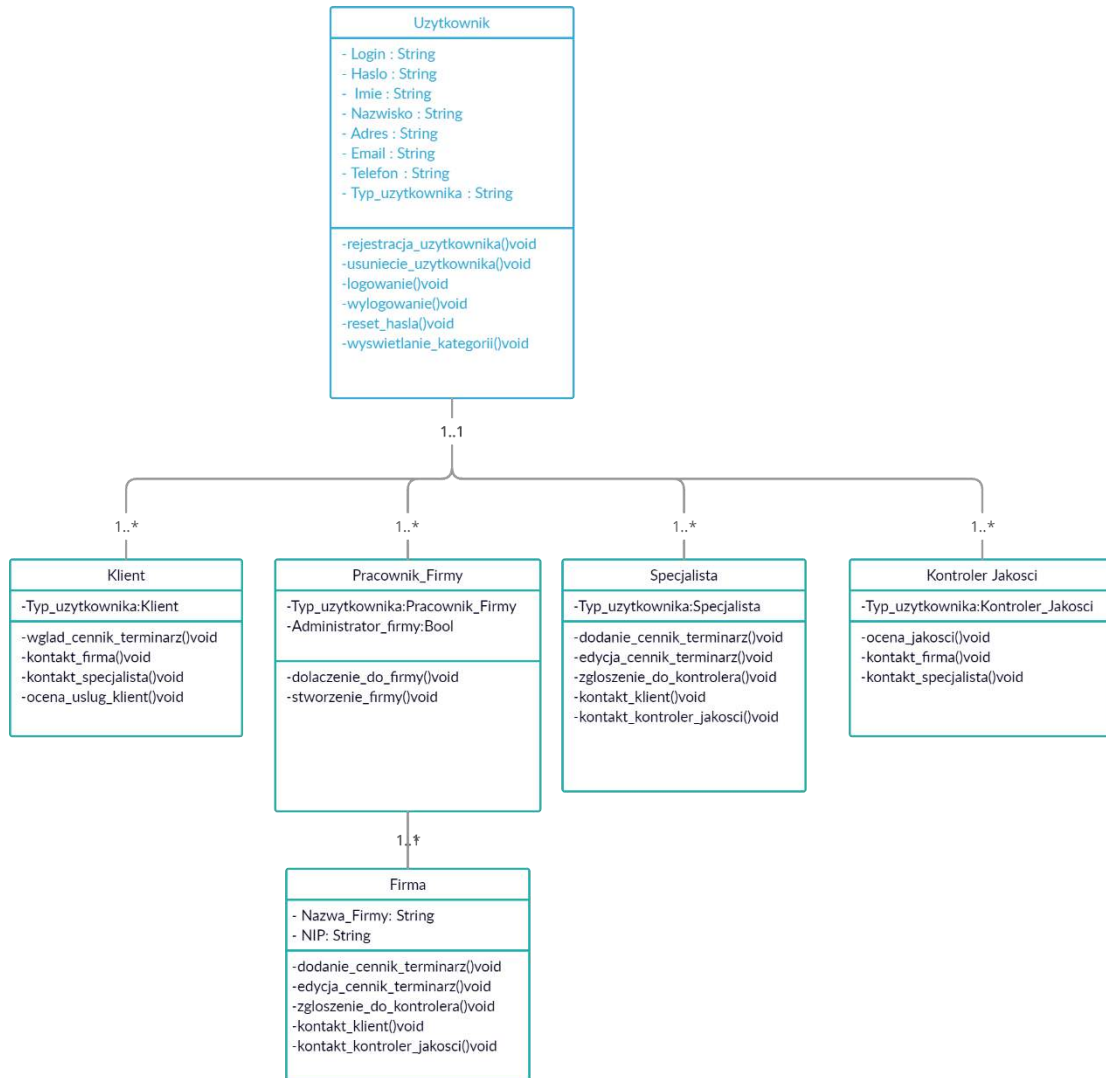 Uzytkownik
- Login : String
- Haslo : String
- Imie : String
- Nazwisko : String
- Adres : String
- Email : String
- Telefon : String
- Typ_uzytkownika : String
-rejestracja_uzytkownika()void
-usuniecie_uzytkownika()void
-logowanie()void
-wylogowanie()void
-reset_hasla()void
-wyswietlanie_kategorii()void
1..1
1..*
1..*
1..*
1..*
Klient
-Typ_uzytkownika:Klient
-wglad_cennik_terminarz()void
-kontakt_firma()void
-kontakt_specjalista()void
-ocena_uslug_klient()void
Pracownik_Firmy
-Typ_uzytkownika:Pracownik_Firmy
-Administrator_firmy:Bool
-dolaczenie_do_firmy()void
-stworzenie_firmy()void
Specjalista
-Typ_uzytkownika:Specjalista
-dodanie_cennik_terminarz()void
-edycja_cennik_terminarz()void
-zgloszenie_do_kontrolera()void
-kontakt_klient()void
-kontakt_kontroler_jakosci()void
Kontroler Jakosci
-Typ_uzytkownika:Kontroler_Jakosci
-ocena_jakosci()void
-kontakt_firma()void
-kontakt_specjalista()void
Firma
- Nazwa_Firmy: String
- NIP: String
-dodanie_cennik_terminarz()void
-edycja_cennik_terminarz()void
-zgloszenie_do_kontrolera()void
-kontakt_klient()void
-kontakt_kontroler_jakosci()void